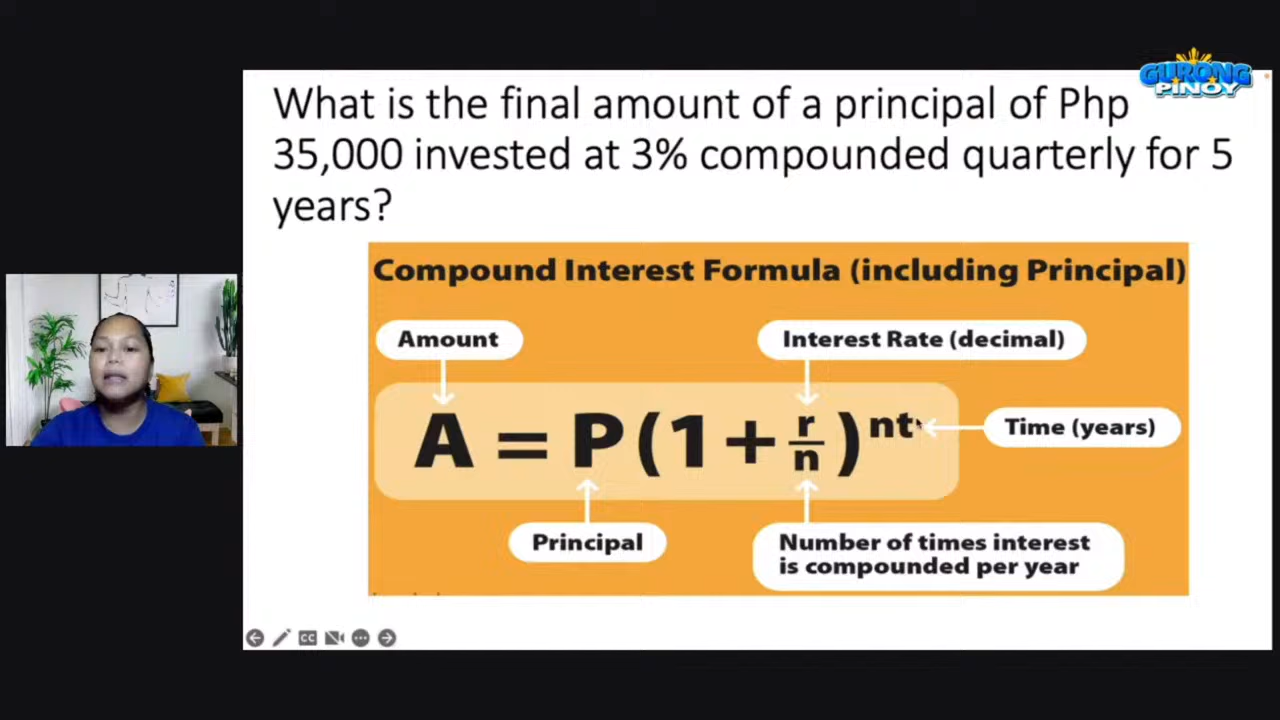 GURONG
PINOY
What is the final amount of a principal of Php
35,000 invested at 3% compounded quarterly for 5
years?
Compound Interest Formula (including Principal)
Amount
Interest Rate (decimal)
A = P(1 + r/n)^nt
Time (years)
Principal
Number of times interest
is compounded per year
CC